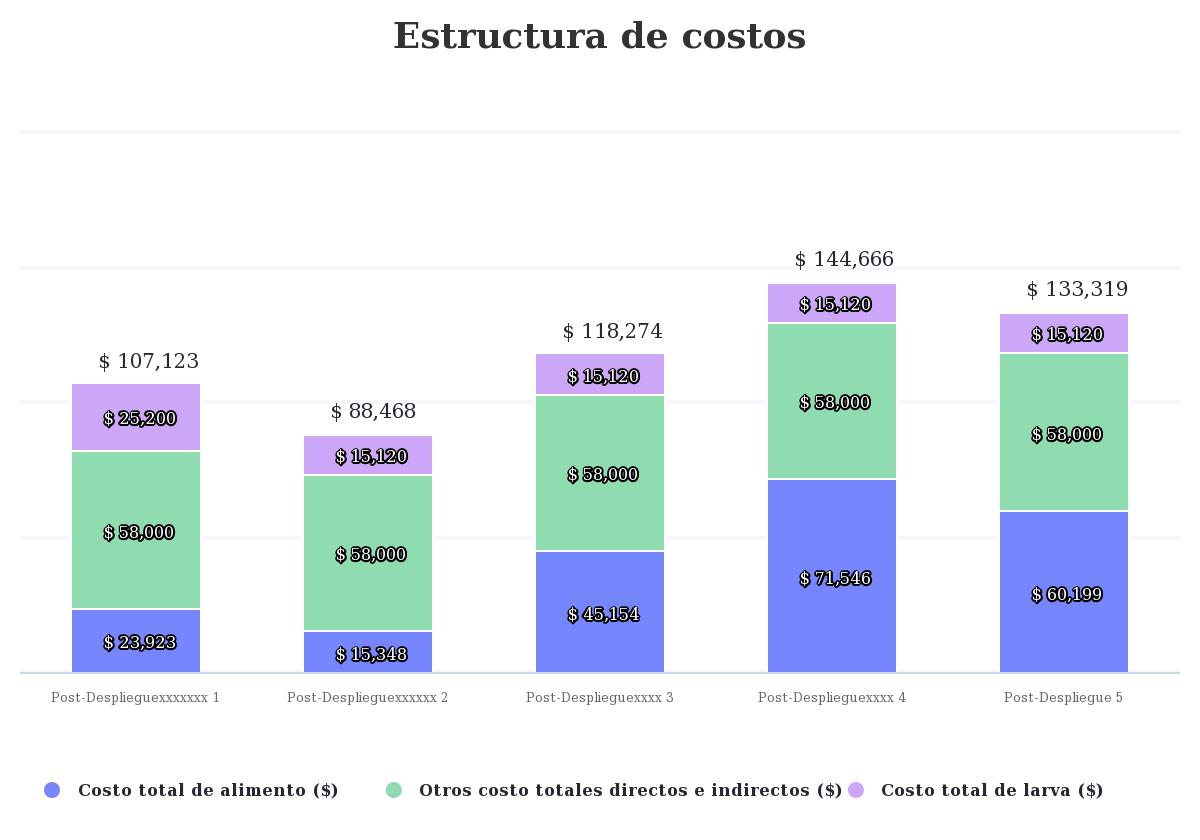 Estructura de costos
$ 144,666
$ 133,319
$ 118,274
$ 107,123
$ 88,468
$ 25,200
$ 15,120
$ 15,120
$ 15,120
$ 15,120
$ 58,000
$ 58,000
$ 58,000
$ 58,000
$ 58,000
$ 23,923
$ 15,348
$ 45,154
$ 71,546
$ 60,199
Post-Desplieguexxxxxxx 1
Post-Desplieguexxxxxx 2
Post-Desplieguexxxx 3
Post-Desplieguexxxx 4
Post-Despliegue 5
Costo total de alimento ($)
Otros costo totales directos e indirectos ($)
Costo total de larva ($)